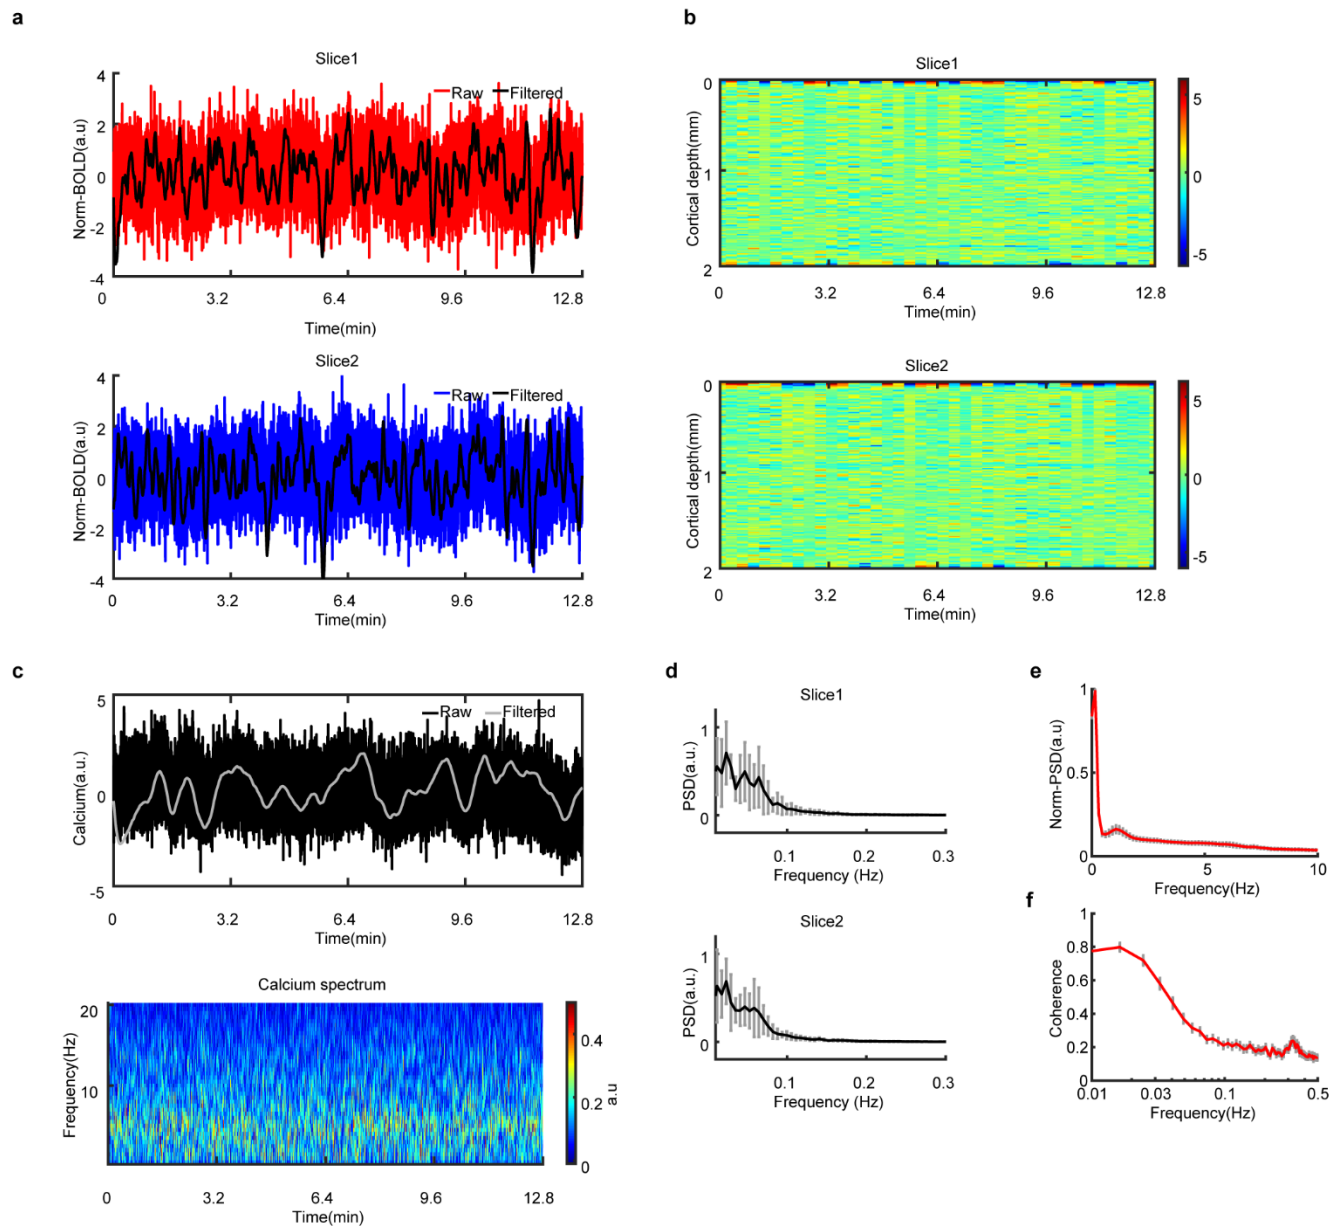 a
Slice1
Norm-BOLD(a.u)
4
2
0
-2
-4
Raw Filtered
0 3.2 6.4 9.6 12.8
Time(min)
Slice2
Norm-BOLD(a.u)
4
2
0
-2
-4
Raw Filtered
0 3.2 6.4 9.6 12.8
Time(min)
b
Slice1
Cortical depth(mm)
0
1
2
0 3.2 6.4 9.6 12.8
Time(min)
5
0
-5
Slice2
Cortical depth(mm)
0
1
2
0 3.2 6.4 9.6 12.8
Time(min)
5
0
-5
c
Calcium(a.u.)
5
0
-5
Raw Filtered
0 3.2 6.4 9.6 12.8
Time(min)
Calcium spectrum
Frequency(Hz)
20
10
0 3.2 6.4 9.6 12.8
Time(min)
0.4
0.2
0
a.u
d
Slice1
PSD(a.u.)
1
0
0.1 0.2 0.3
Frequency (Hz)
Slice2
PSD(a.u.)
1
0
0.1 0.2 0.3
Frequency (Hz)
e
Norm-PSD(a.u)
1
0.5
0
0 5 10
Frequency(Hz)
f
Coherence
1
0.8
0.6
0.4
0.2
0
0.01 0.03 0.1 0.5
Frequency(Hz)